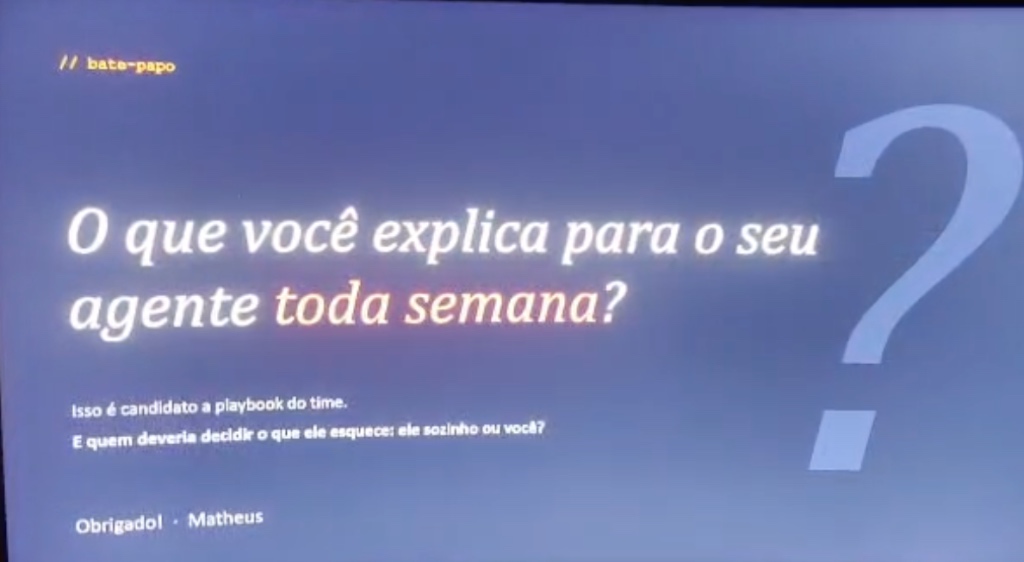 // bate-papo
O que você explica para o seu
agente toda semana?
Isso é candidato a playbook do time.
E quem deveria decidir o que ele esquece: ele sozinho ou você?
Obrigado! · Matheus
?